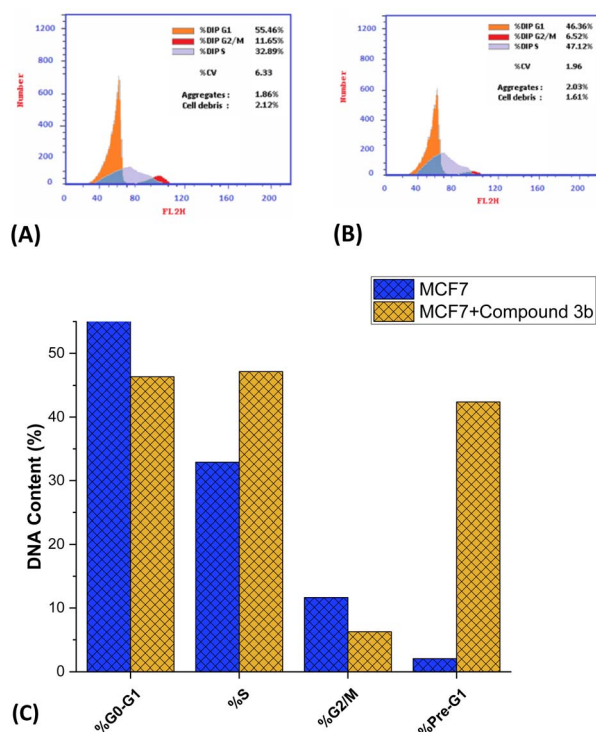 (A)
1200
1000
800
600
400
200
0
0 40 80 120 160 200
Number
FL2H
%DIP G1 55.46%
%DIP G2/M 11.65%
%DIP S 32.89%
%CV 6.33
Aggregates : 1.86%
Cell debris : 2.12%
(B)
1200
1000
800
600
400
200
0
0 40 80 120 160 200
Number
FL2H
%DIP G1 46.36%
%DIP G2/M 6.52%
%DIP S 47.12%
%CV 1.96
Aggregates : 2.03%
Cell debris : 1.61%
(C)
MCF7
MCF7+Compound 3b
DNA Content (%)
50
40
30
20
10
0
%G0-G1
%S
%G2/M
%Pre-G1